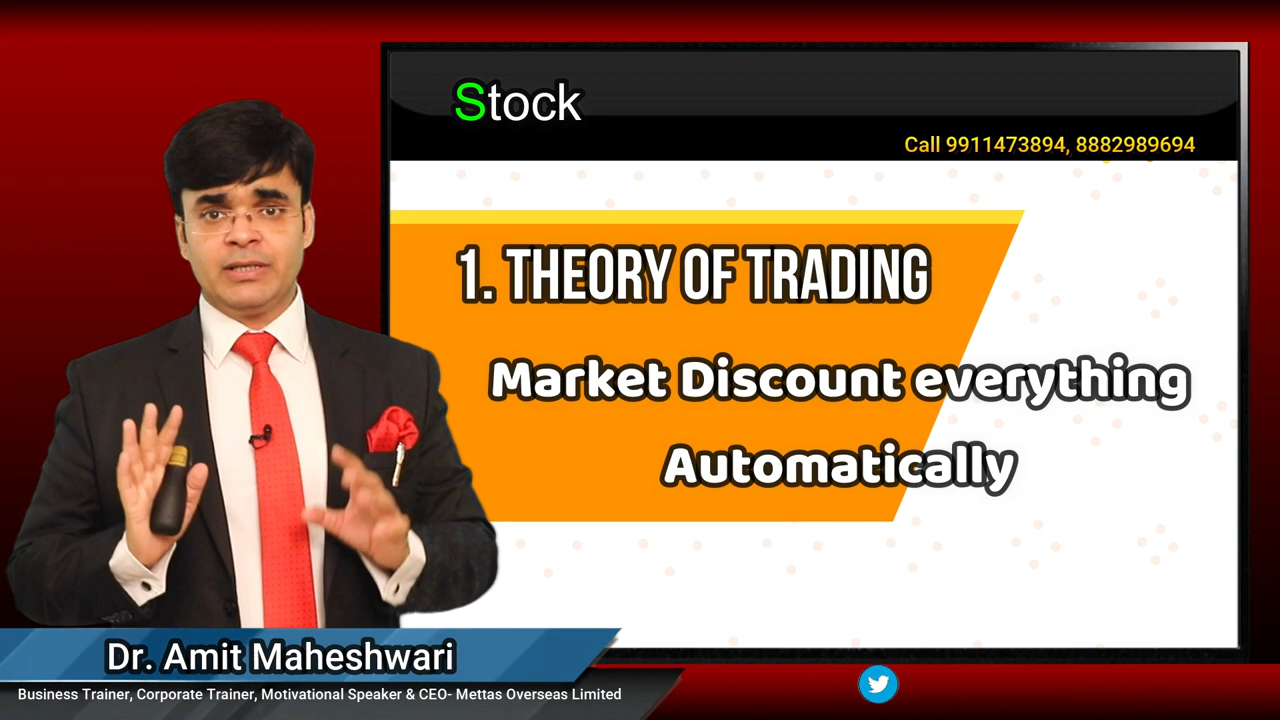 Stock
Call 9911473894, 8882989694
1. THEORY OF TRADING
Market Discount everything
Automatically
Dr. Amit Maheshwari
Business Trainer, Corporate Trainer, Motivational Speaker & CEO- Mettas Overseas Limited